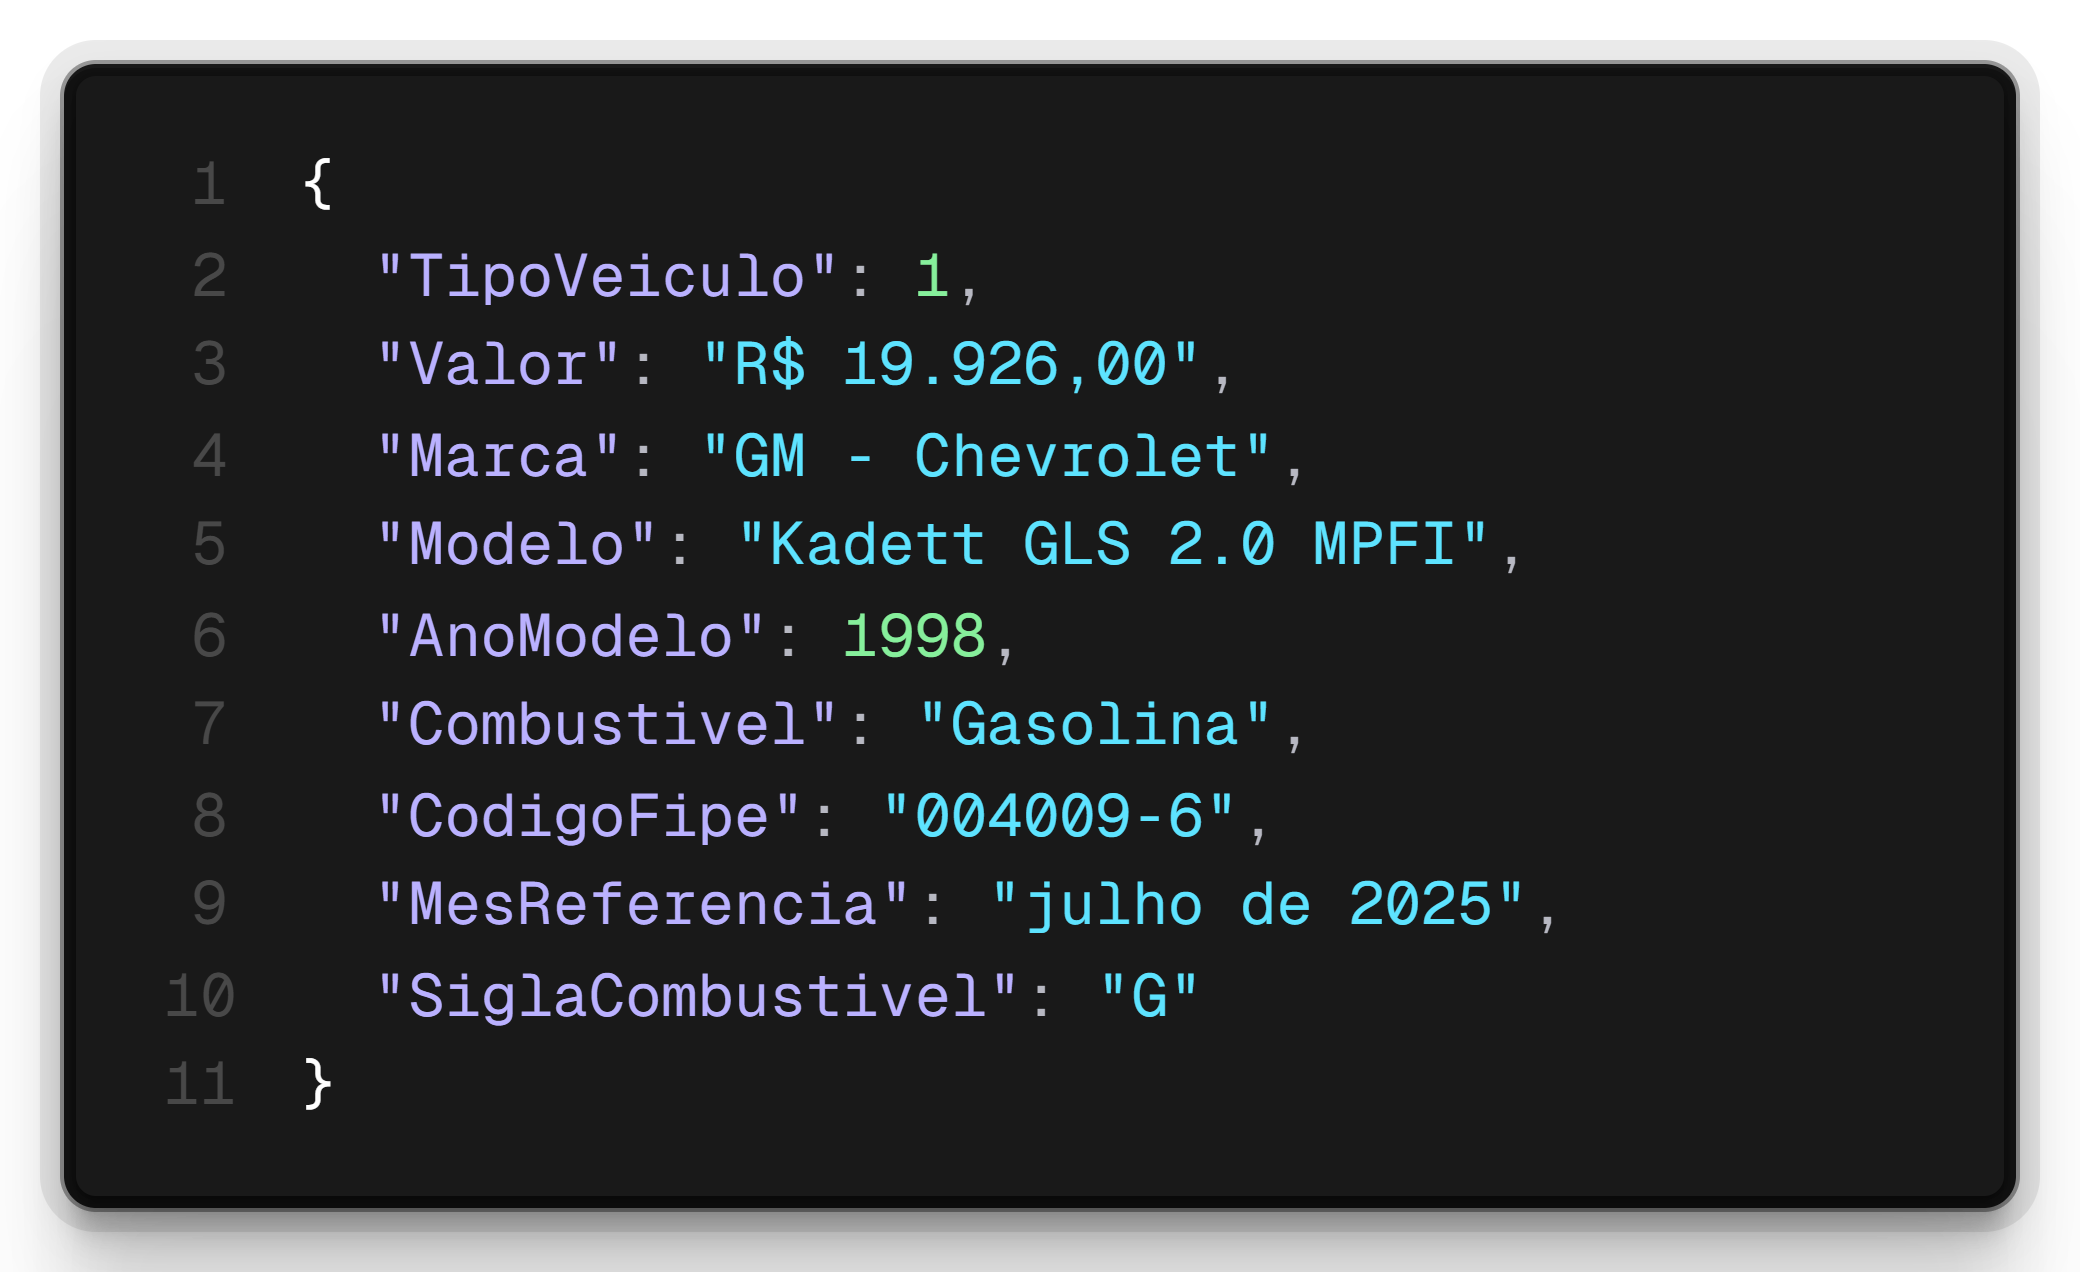 1 {
2 "TipoVeiculo": 1,
3 "Valor": "R$ 19.926,00",
4 "Marca": "GM - Chevrolet",
5 "Modelo": "Kadett GLS 2.0 MPFI",
6 "AnoModelo": 1998,
7 "Combustivel": "Gasolina",
8 "CodigoFipe": "004009-6",
9 "MesReferencia": "julho de 2025",
10 "SiglaCombustivel": "G"
11 }